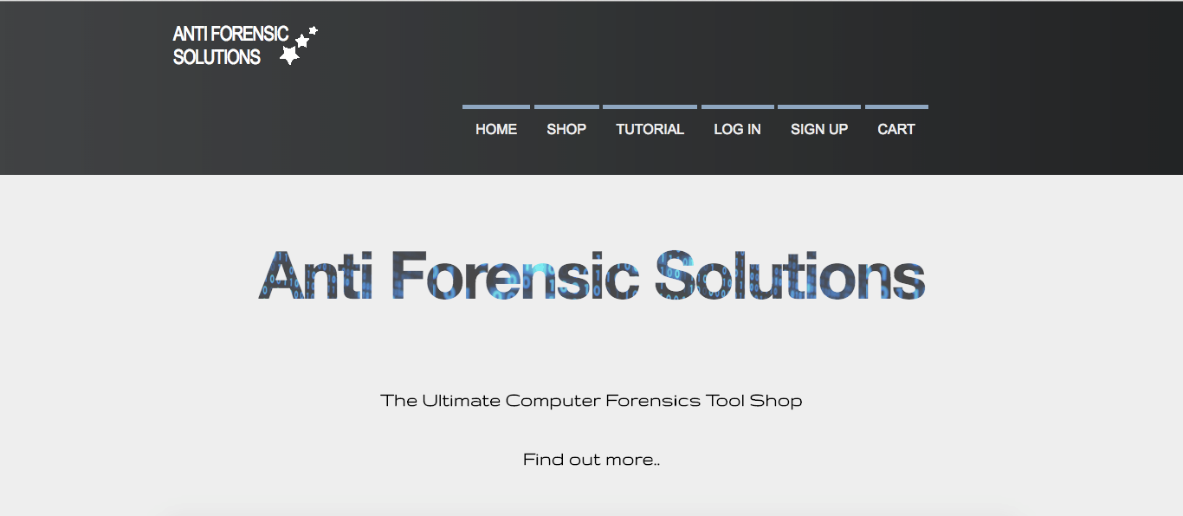 ANTI FORENSIC
SOLUTIONS
HOME SHOP TUTORIAL LOG IN SIGN UP CART
Anti Forensic Solutions
The Ultimate Computer Forensics Tool Shop
Find out more..